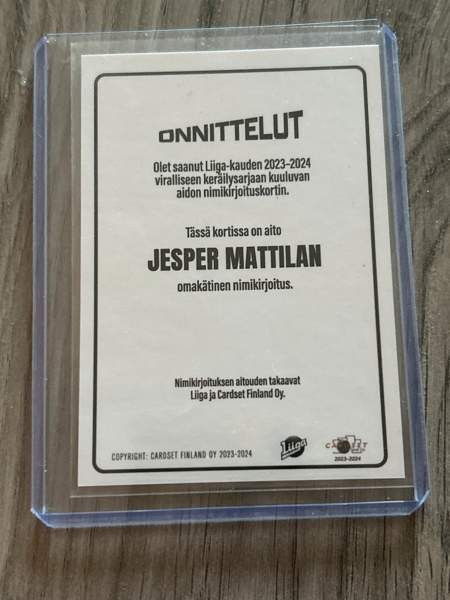 ONNITTELUT
Olet saanut Liiga-kauden 2023-2024
viralliseen keräilysarjaan kuuluvan
aidon nimikirjoituskortin.
Tässä kortissa on aito
JESPER MATTILAN
omakätinen nimikirjoitus.
Nimikirjoituksen aitouden takaavat
Liiga ja Cardset Finland Oy.
COPYRIGHT: CARDSET FINLAND OY 2023-2024
Liiga
CARDSET
2023-2024